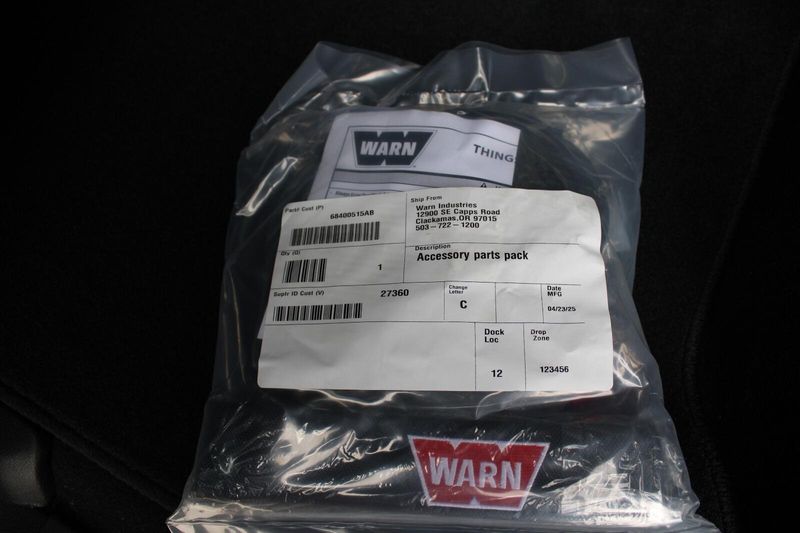 WARN
THING
Part# Cust (P)
68400515AB
Ship From
Warn Industries
12900 SE Capps Road
Clackamas,OR 97015
503-722-1200
Qty (Q)
1
Description
Accessory parts pack
Suplr ID Cust (V)
27360
Change
Letter
C
Date
MFG
04/23/25
Dock
Loc
12
Drop
Zone
123456
WARN